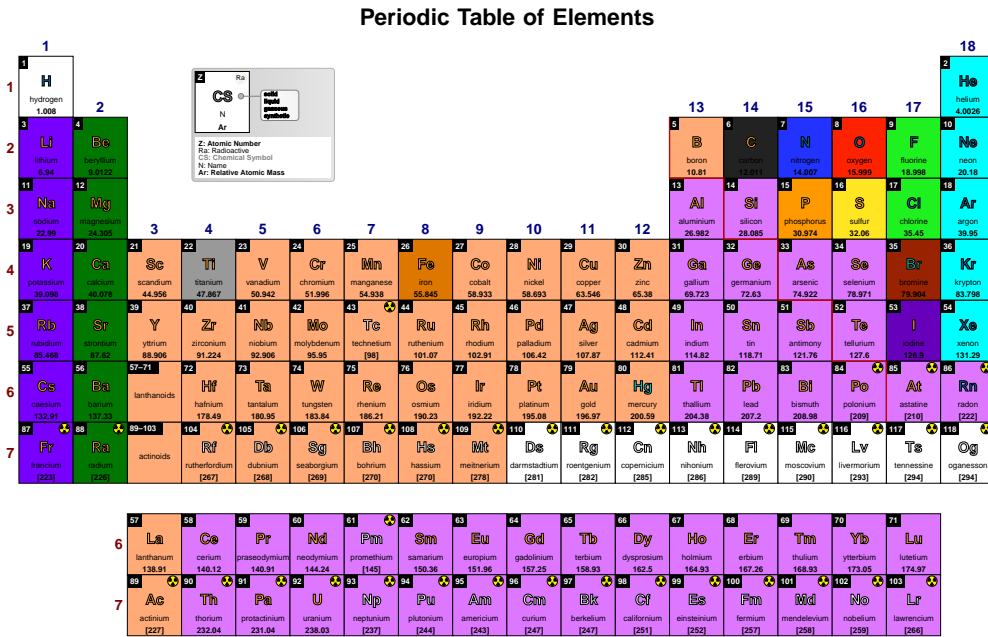 Periodic Table of Elements
1 18
1 2
1 H He
hydrogen helium
1.008 4.0026
Z Ra
CS
N
Ar
solid
liquid
gaseous
synthetic
Z: Atomic Number
Ra: Radioactive
CS: Chemical Symbol
N: Name
Ar: Relative Atomic Mass
2 13 14 15 16 17
3 4 5 6 7 8 9 10
2 Li Be B C N O F Ne
lithium beryllium boron carbon nitrogen oxygen fluorine neon
6.94 9.0122 10.81 12.011 14.007 15.999 18.998 20.18
11 12 13 14 15 16 17 18
3 Na Mg Al Si P S Cl Ar
sodium magnesium aluminium silicon phosphorus sulfur chlorine argon
22.99 24.305 26.982 28.085 30.974 32.06 35.45 39.95
3 4 5 6 7 8 9 10 11 12
19 20 21 22 23 24 25 26 27 28 29 30 31 32 33 34 35 36
4 K Ca Sc Ti V Cr Mn Fe Co Ni Cu Zn Ga Ge As Se Br Kr
potassium calcium scandium titanium vanadium chromium manganese iron cobalt nickel copper zinc gallium germanium arsenic selenium bromine krypton
39.098 40.078 44.956 47.867 50.942 51.996 54.938 55.845 58.933 58.693 63.546 65.38 69.723 72.63 74.922 78.971 79.904 83.798
37 38 39 40 41 42 43 44 45 46 47 48 49 50 51 52 53 54
5 Rb Sr Y Zr Nb Mo Tc Ru Rh Pd Ag Cd In Sn Sb Te I Xe
rubidium strontium yttrium zirconium niobium molybdenum technetium ruthenium rhodium palladium silver cadmium indium tin antimony tellurium iodine xenon
85.468 87.62 88.906 91.224 92.906 95.95 [98] 101.07 102.91 106.42 107.87 112.41 114.82 118.71 121.76 127.6 126.9 131.29
55 56 57–71 72 73 74 75 76 77 78 79 80 81 82 83 84 85 86
6 Cs Ba Hf Ta W Re Os Ir Pt Au Hg Tl Pb Bi Po At Rn
caesium barium lanthanoids hafnium tantalum tungsten rhenium osmium iridium platinum gold mercury thallium lead bismuth polonium astatine radon
132.91 137.33 178.49 180.95 183.84 186.21 190.23 192.22 195.08 196.97 200.59 204.38 207.2 208.98 [209] [210] [222]
87 88 89–103 104 105 106 107 108 109 110 111 112 113 114 115 116 117 118
7 Fr Ra Rf Db Sg Bh Hs Mt Ds Rg Cn Nh Fl Mc Lv Ts Og
francium radium actinoids rutherfordium dubnium seaborgium bohrium hassium meitnerium darmstadtium roentgenium copernicium nihonium flerovium moscovium livermorium tennessine oganesson
[223] [226] [267] [268] [269] [270] [270] [278] [281] [282] [285] [286] [289] [290] [293] [294] [294]
57 58 59 60 61 62 63 64 65 66 67 68 69 70 71
6 La Ce Pr Nd Pm Sm Eu Gd Tb Dy Ho Er Tm Yb Lu
lanthanum cerium praseodymium neodymium promethium samarium europium gadolinium terbium dysprosium holmium erbium thulium ytterbium lutetium
138.91 140.12 140.91 144.24 [145] 150.36 151.96 157.25 158.93 162.5 164.93 167.26 168.93 173.05 174.97
89 90 91 92 93 94 95 96 97 98 99 100 101 102 103
7 Ac Th Pa U Np Pu Am Cm Bk Cf Es Fm Md No Lr
actinium thorium protactinium uranium neptunium plutonium americium curium berkelium californium einsteinium fermium mendelevium nobelium lawrencium
[227] 232.04 231.04 238.03 [237] [244] [243] [247] [247] [251] [252] [257] [258] [259] [266]